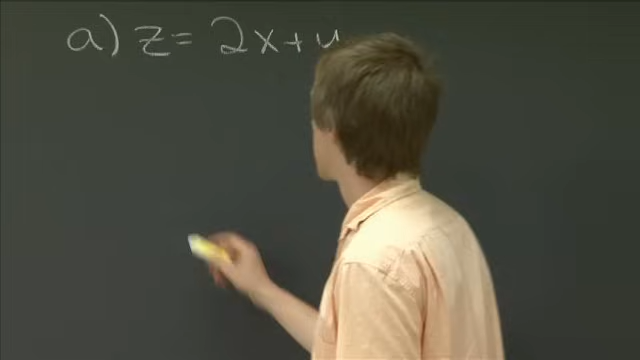 a) z = 2x + y